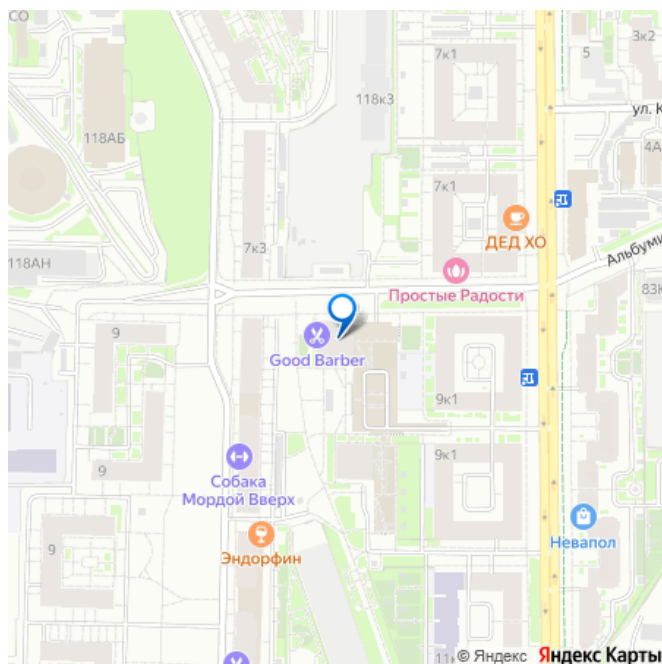 СО
7к1
3к2
5
118к3
ул. К
118АБ
4А
7к1
ДЕД ХО
Альбуми
7к3
118АН
Простые Радости
83К
9
Good Barber
9к1
9
Собака
Мордой Вверх
9к1
Невапол
9
Эндорфин
11к
© Яндекс Яндекс Карты